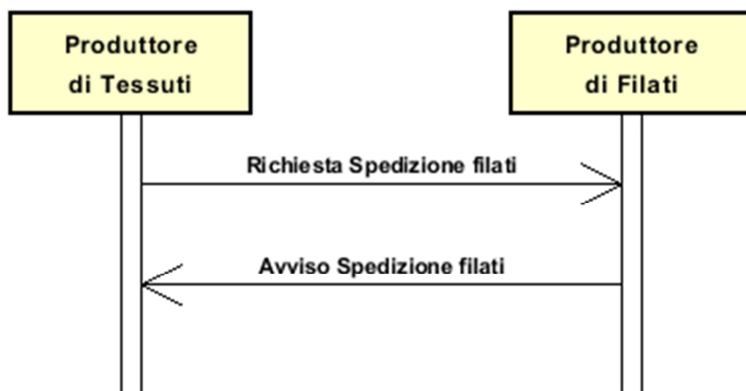 Produttore
di Tessuti
Produttore
di Filati
Richiesta Spedizione filati
Avviso Spedizione filati